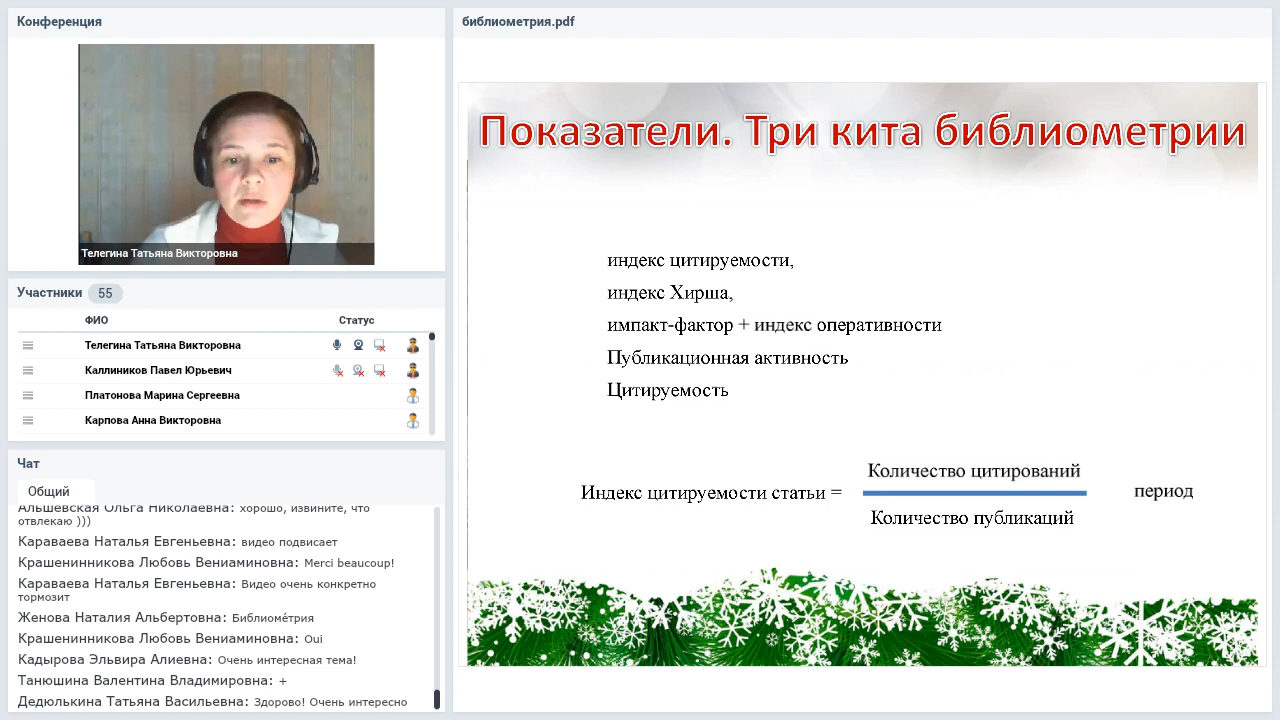 Конференция
Телегина Татьяна Викторовна
Участники 55
ФИО Статус
Телегина Татьяна Викторовна
Каллиников Павел Юрьевич
Платонова Марина Сергеевна
Карпова Анна Викторовна
Чат
Общий
Альшевская Ольга Николаевна: хорошо, извините, что
отвлекаю )))
Караваева Наталья Евгеньевна: видео подвисает
Крашенинникова Любовь Вениаминовна: Merci beaucoup!
Караваева Наталья Евгеньевна: Видео очень конкретно
тормозит
Женова Наталия Альбертовна: Библиоме́трия
Крашенинникова Любовь Вениаминовна: Oui
Кадырова Эльвира Алиевна: Очень интересная тема!
Танюшина Валентина Владимировна: +
Дедюлькина Татьяна Васильевна: Здорово! Очень интересно
библиометрия.pdf
Показатели. Три кита библиометрии
индекс цитируемости,
индекс Хирша,
импакт-фактор + индекс оперативности
Публикационная активность
Цитируемость
Количество цитирований
Индекс цитируемости статьи = период
Количество публикаций